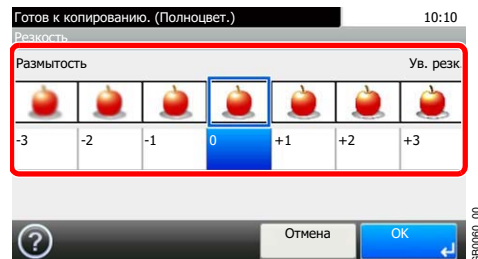 Готов к копированию. (Полноцвет.) 10:10
Резкость
Размытость Ув. резк
-3 -2 -1 0 +1 +2 +3
? Отмена OK